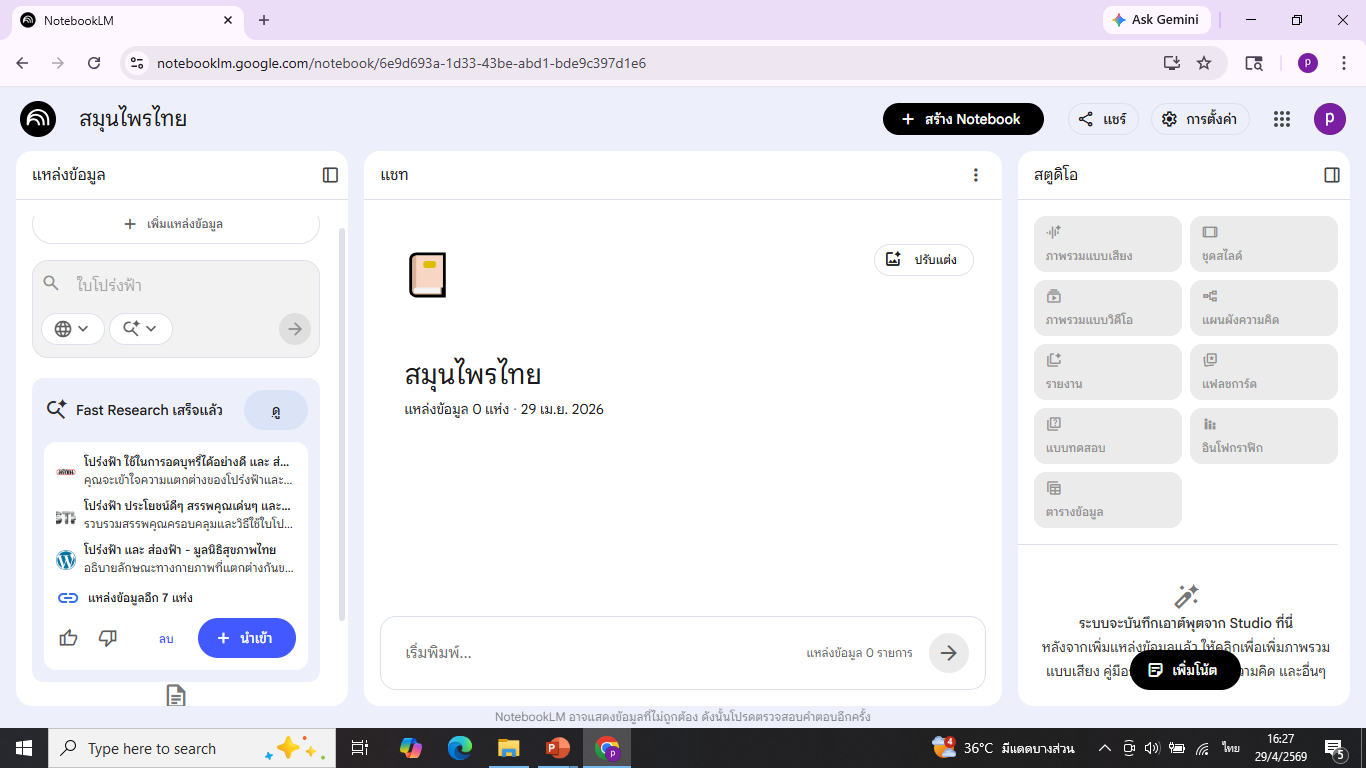 NotebookLM
Ask Gemini
notebooklm.google.com/notebook/6e9d693a-1d33-43be-abd1-bde9c397d1e6
p
สมุนไพรไทย
สร้าง Notebook
แชร์
การตั้งค่า
p
แหล่งข้อมูล
เพิ่มแหล่งข้อมูล
ใบโปร่งฟ้า
Fast Research เสร็จแล้ว
ดู
โปร่งฟ้า ใช้ในการอดบุหรี่ได้อย่างดี และ ส่...
คุณจะเข้าใจความแตกต่างของโปร่งฟ้าและ...
โปร่งฟ้า ประโยชน์ดีๆ สรรพคุณเด่นๆ และ...
รวบรวมสรรพคุณครอบคลุมและวิธีใช้ใบโป...
โปร่งฟ้า และ ส่องฟ้า - มูลนิธิสุขภาพไทย
อธิบายลักษณะทางกายภาพที่แตกต่างกันข...
แหล่งข้อมูลอีก 7 แห่ง
ลบ
นำเข้า
แชท
ปรับแต่ง
สมุนไพรไทย
แหล่งข้อมูล 0 แห่ง · 29 เม.ย. 2026
เริ่มพิมพ์...
แหล่งข้อมูล 0 รายการ
NotebookLM อาจแสดงข้อมูลที่ไม่ถูกต้อง ดังนั้นโปรดตรวจสอบคำตอบอีกครั้ง
สตูดิโอ
ภาพรวมแบบเสียง
ชุดสไลด์
ภาพรวมแบบวิดีโอ
แผนผังความคิด
รายงาน
แฟลชการ์ด
แบบทดสอบ
อินโฟกราฟิก
ตารางข้อมูล
ระบบจะบันทึกเอาต์พุตจาก Studio ที่นี่
หลังจากเพิ่มแหล่งข้อมูลแล้ว ให้คลิกเพื่อเพิ่มภาพรวม
แบบเสียง คู่มือ
วามคิด และอื่นๆ
เพิ่มโน้ต
Type here to search
4
36°C มีแดดบางส่วน
ไทย
16:27
29/4/2569
5